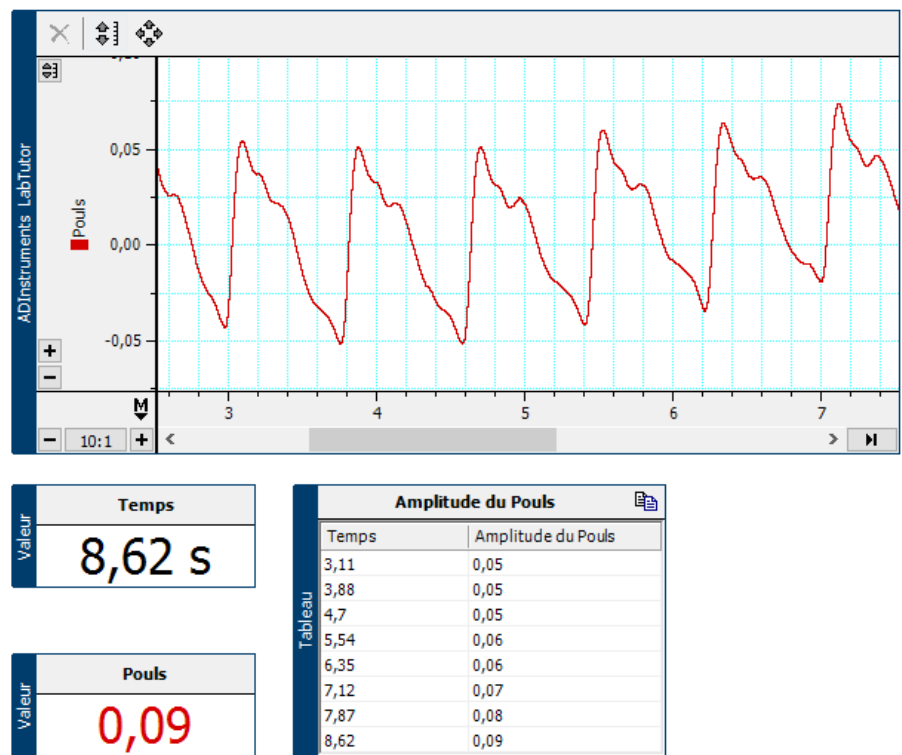 ADInstruments LabTutor
Pouls
0,05
0,00
-0,05
M
3 4 5 6 7
10:1
Valeur
Temps
8,62 s
Valeur
Pouls
0,09
Tableau
Amplitude du Pouls
Temps Amplitude du Pouls
3,11 0,05
3,88 0,05
4,7 0,05
5,54 0,06
6,35 0,06
7,12 0,07
7,87 0,08
8,62 0,09